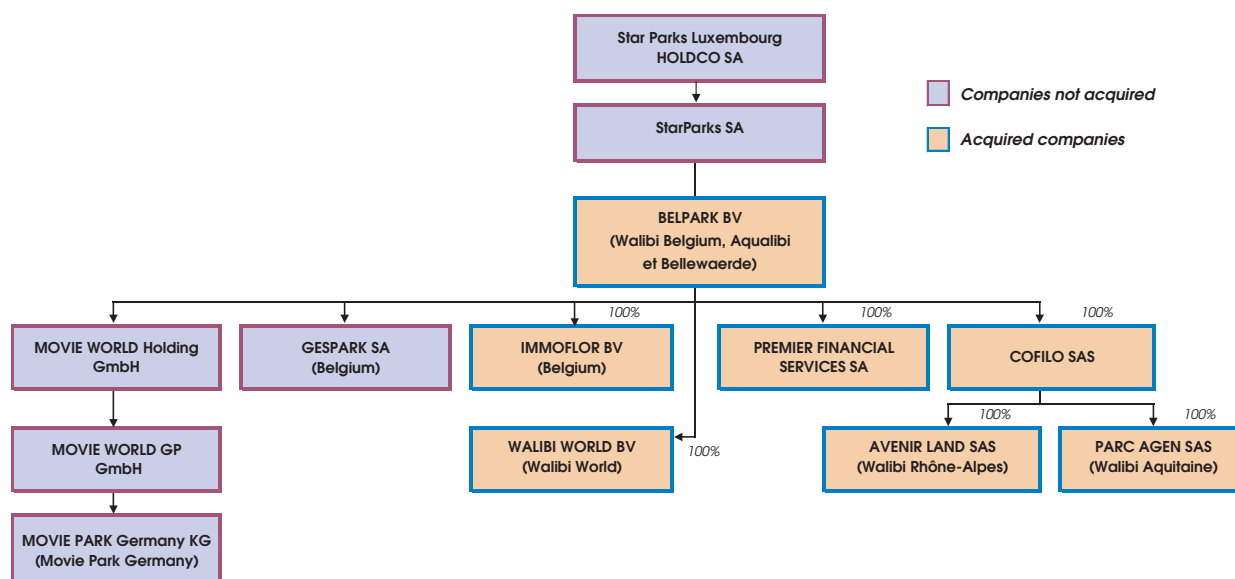 Star Parks Luxembourg
HOLDCO SA
Companies not acquired
StarParks SA
Acquired companies
BELPARK BV
(Walibi Belgium, Aqualibi
et Bellewaerde)
100%
100%
100%
MOVIE WORLD Holding
GmbH
GESPARK SA
(Belgium)
IMMOFLOR BV
(Belgium)
PREMIER FINANCIAL
SERVICES SA
COFILO SAS
100%
100%
MOVIE WORLD GP
GmbH
WALIBI WORLD BV
(Walibi World)
100%
AVENIR LAND SAS
(Walibi Rhône-Alpes)
PARC AGEN SAS
(Walibi Aquitaine)
MOVIE PARK Germany KG
(Movie Park Germany)